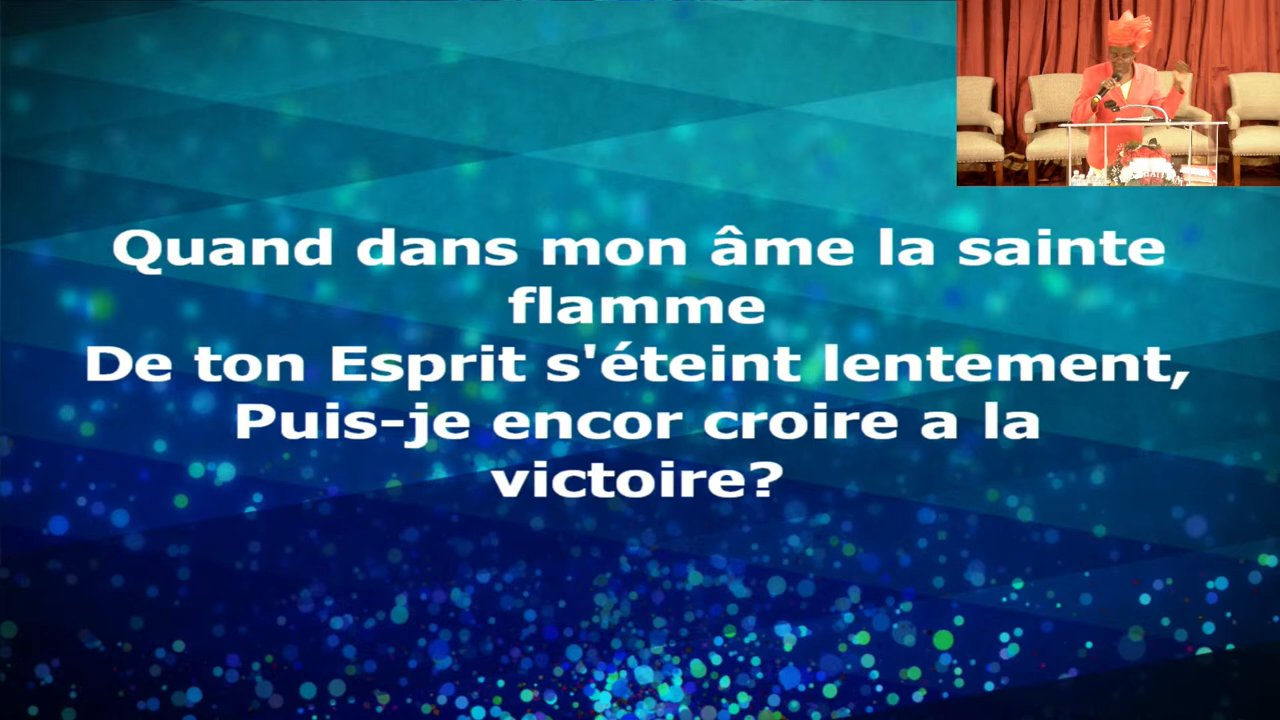 Quand dans mon âme la sainte
flamme
De ton Esprit s'éteint lentement,
Puis-je encor croire a la
victoire?